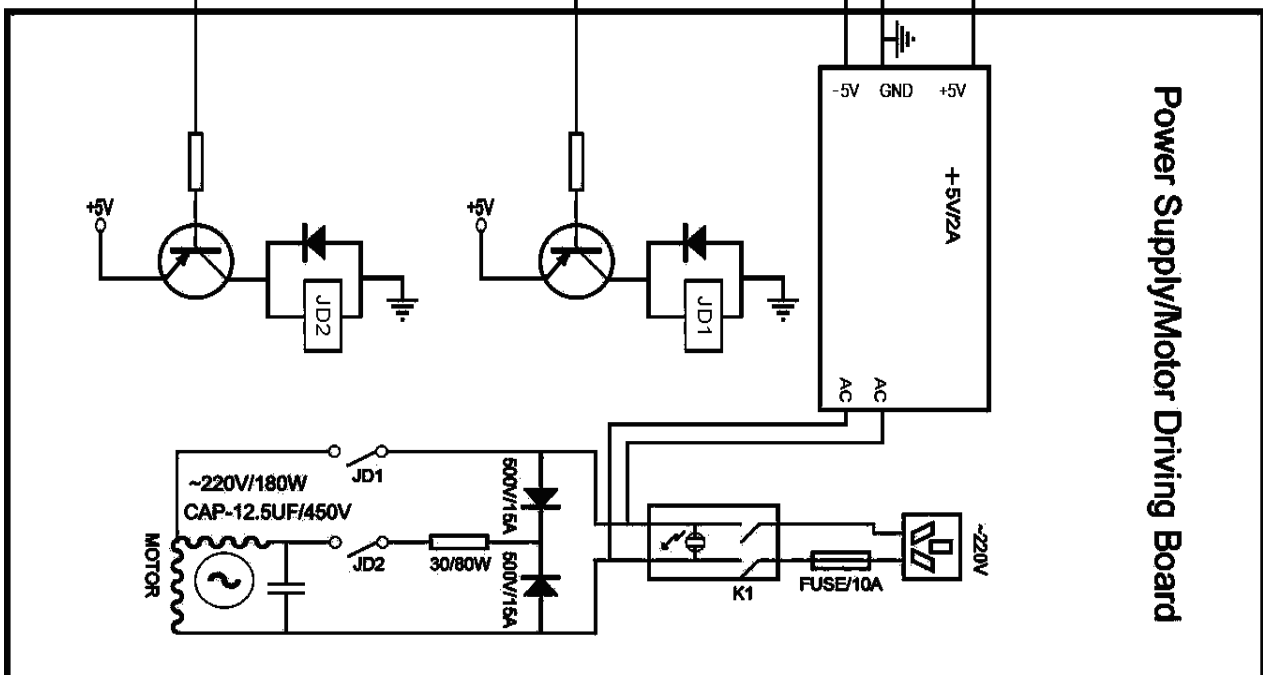 -5V GND +5V
+5V/2A
AC AC
Power Supply/Motor Driving Board
+5V
JD2
+5V
JD1
~220V/180W
CAP-12.5UF/450V
MOTOR
JD1
JD2
30/80W
500V/15A
500V/15A
K1
FUSE/10A
~220V